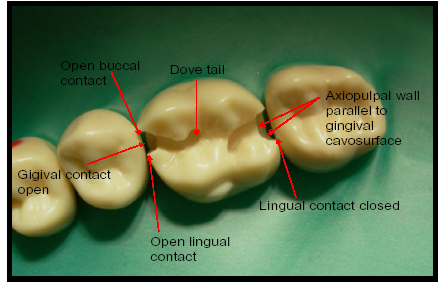 Open buccal
contact
Dove tail
Axiopulpal wall
parallel to
gingival
cavosurface
Gigival contact
open
Lingual contact closed
Open lingual
contact